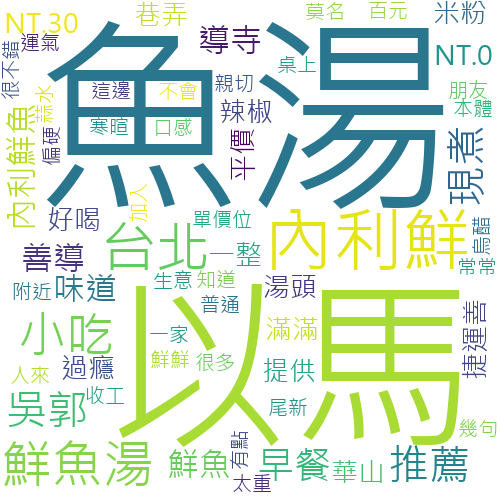 NT.30
巷弄
莫名
百元
米粉
很不錯
運氣
導寺
NT.0
魚湯
蒜水
這邊
不會
親切
桌上
朋友
本體
辣椒
內利鮮魚
偏硬
寒暄
口感
平價
現煮
加入
好喝
單價位
內利鮮
烏醋
善導
台北
一整
常常
附近
味道
生意
知道
湯頭
普通
捷運善
小吃
以馬
一家
滿滿
過癮
鮮鮮
很多
提供
人來
收工
尾新
吳郭
幾句
鮮魚湯
鮮魚
有點
太重
早餐
華山
推薦